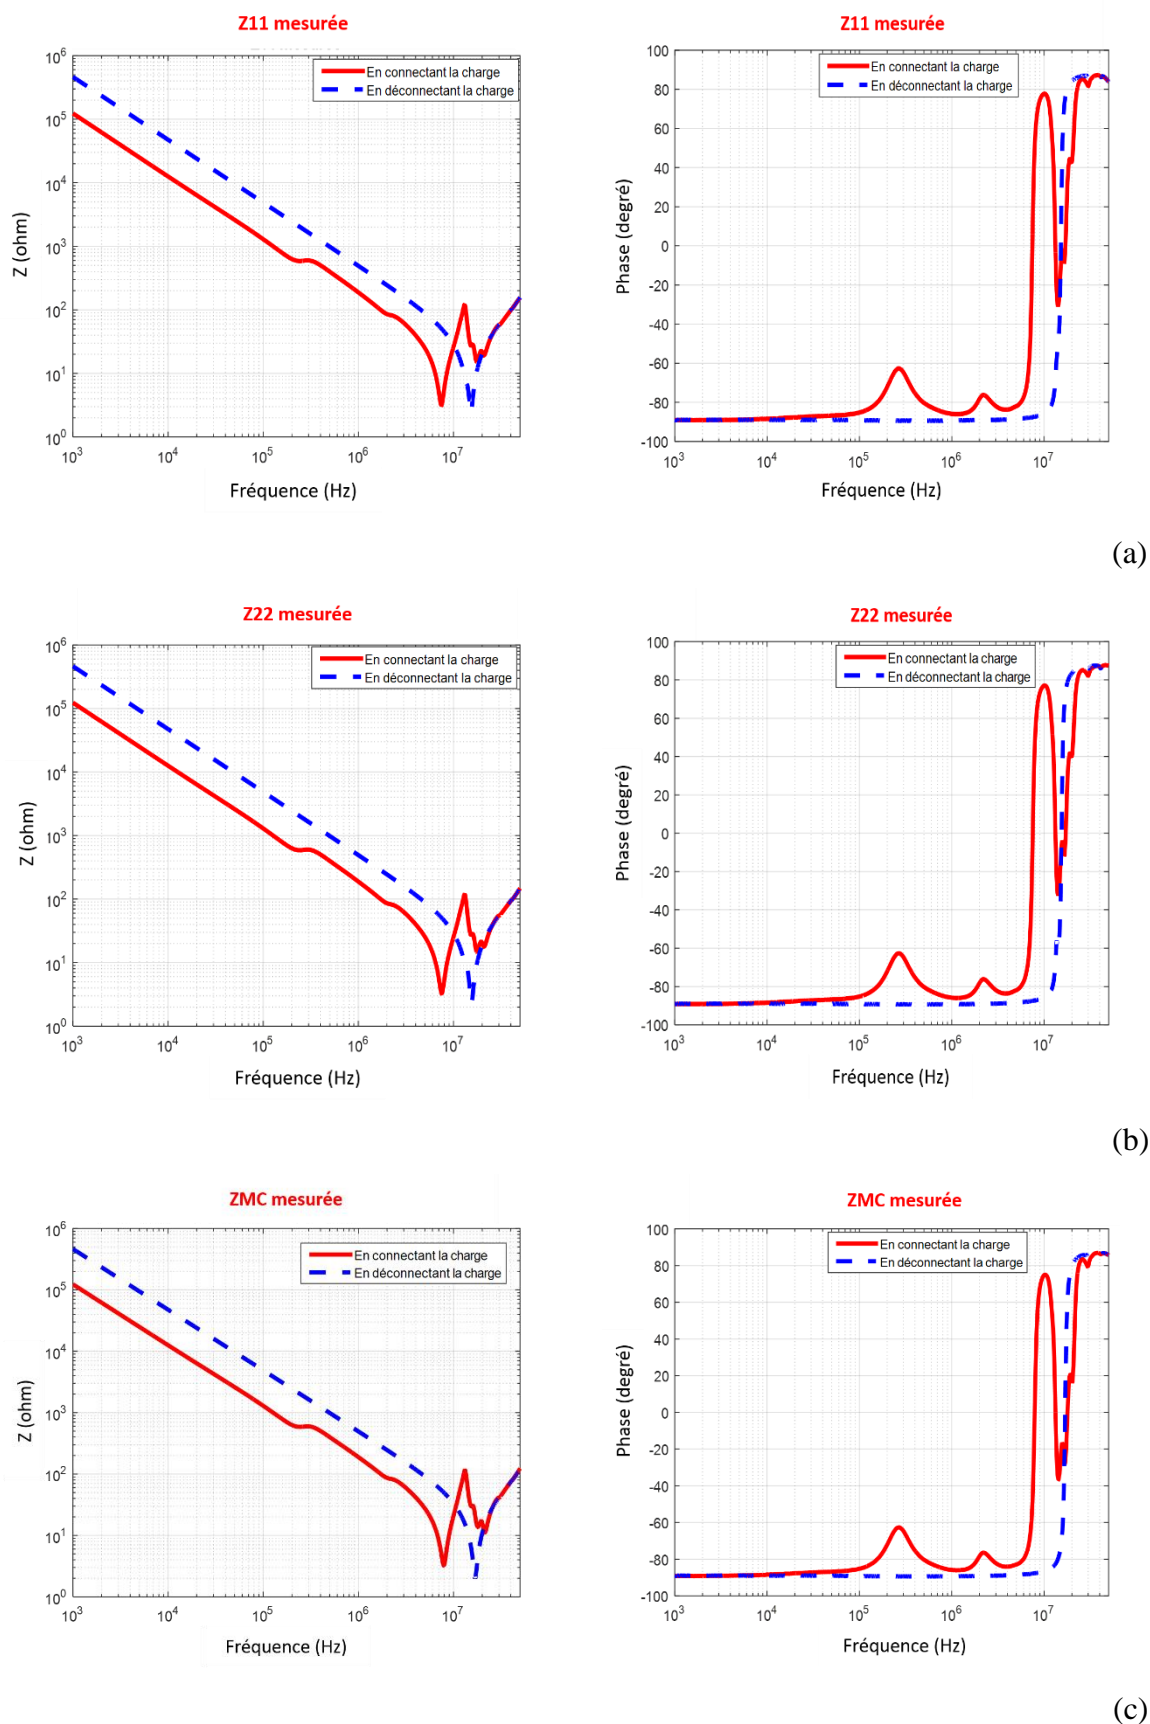 Z11 mesurée
10^6
10^5
10^4
10^3
10^2
10^1
10^0
Z (ohm)
En connectant la charge
En déconnectant la charge
10^3 10^4 10^5 10^6 10^7
Fréquence (Hz)
Z11 mesurée
100
80
60
40
20
0
-80
-40
-60
-80
-100
Phase (degré)
En connectant la charge
En déconnectant la charge
10^3 10^4 10^5 10^6 10^7
Fréquence (Hz)
(a)
Z22 mesurée
10^6
10^5
10^4
10^3
10^2
10^1
10^0
Z (ohm)
En connectant la charge
En déconnectant la charge
10^3 10^4 10^5 10^6 10^7
Fréquence (Hz)
Z22 mesurée
100
80
60
40
20
0
-20
-40
-60
-80
-100
Phase (degré)
En connectant la charge
En déconnectant la charge
10^3 10^4 10^5 10^6 10^7
Fréquence (Hz)
(b)
ZMC mesurée
10^6
10^5
10^4
10^3
10^2
10^1
10^0
Z (ohm)
En connectant la charge
En déconnectant la charge
10^3 10^4 10^5 10^6 10^7
Fréquence (Hz)
ZMC mesurée
100
80
60
40
20
0
-20
-40
-60
-80
-100
Phase (degré)
En connectant la charge
En déconnectant la charge
10^3 10^4 10^5 10^6 10^7
Fréquence (Hz)
(c)